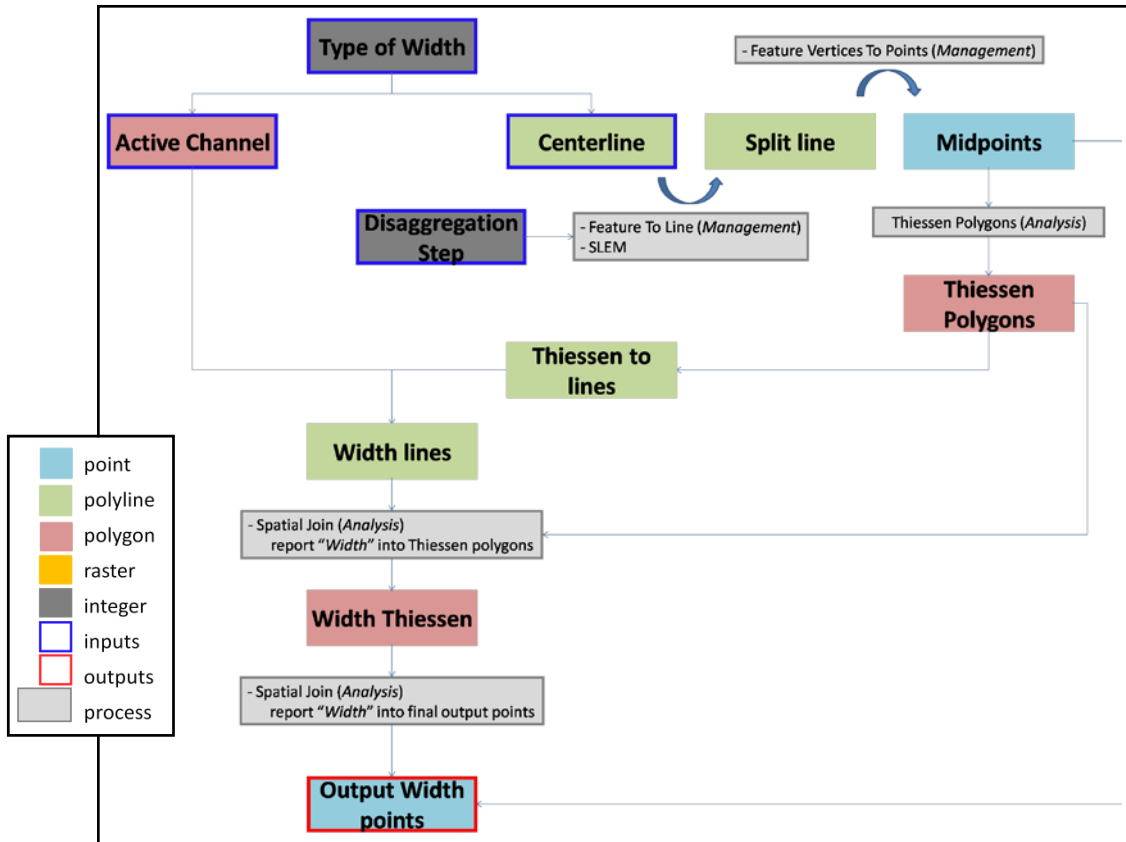 Type of Width
- Feature Vertices To Points (Management)
Active Channel
Centerline
Split line
Midpoints
Disaggregation
Step
- Feature To Line (Management)
- SLEM
Thiessen Polygons (Analysis)
Thiessen
Polygons
Thiessen to
lines
Width lines
- Spatial Join (Analysis)
report “Width” into Thiessen polygons
Width Thiessen
- Spatial Join (Analysis)
report “Width” into final output points
Output Width
points
point
polyline
polygon
raster
integer
inputs
outputs
process